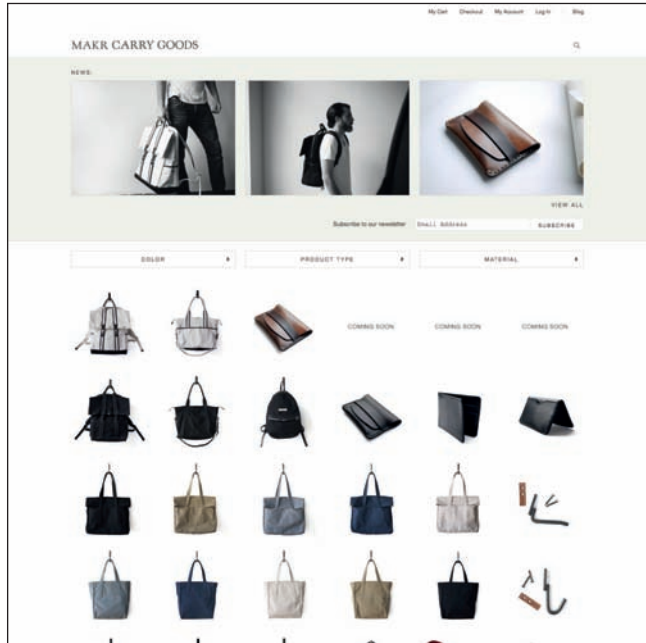 My Cart Checkout My Account Log In Blog
MAKR CARRY GOODS
NEWS:
VIEW ALL
Subscribe to our newsletter Email Address SUBSCRIBE
COLOR PRODUCT TYPE MATERIAL
COMING SOON COMING SOON COMING SOON